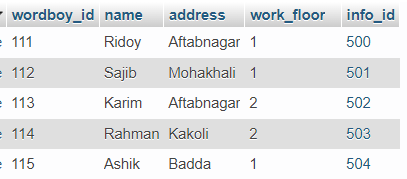 wordboy_id name address work_floor info_id
111 Ridoy Aftabnagar 1 500
112 Sajib Mohakhali 1 501
113 Karim Aftabnagar 2 502
114 Rahman Kakoli 2 503
115 Ashik Badda 1 504